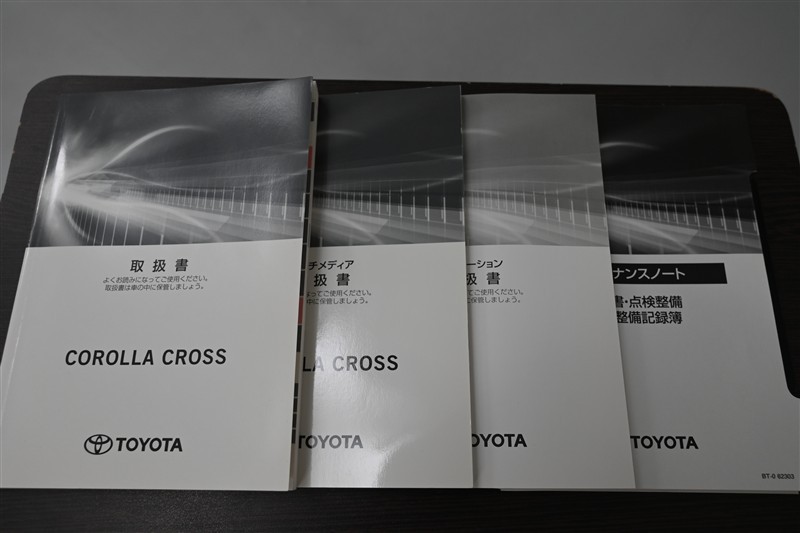 取扱書
よくお読みになってご使用ください。
取扱書は車の中に保管しましょう。
COROLLA CROSS
TOYOTA
チメディア
扱書
なってご使用ください。
中に保管しましょう。
LA CROSS
TOYOTA
ーション
扱書
ってご使用ください。
に保管しましょう。
OYOTA
ナンスノート
書・点検整備
整備記録簿
TOYOTA
BT-0 62303